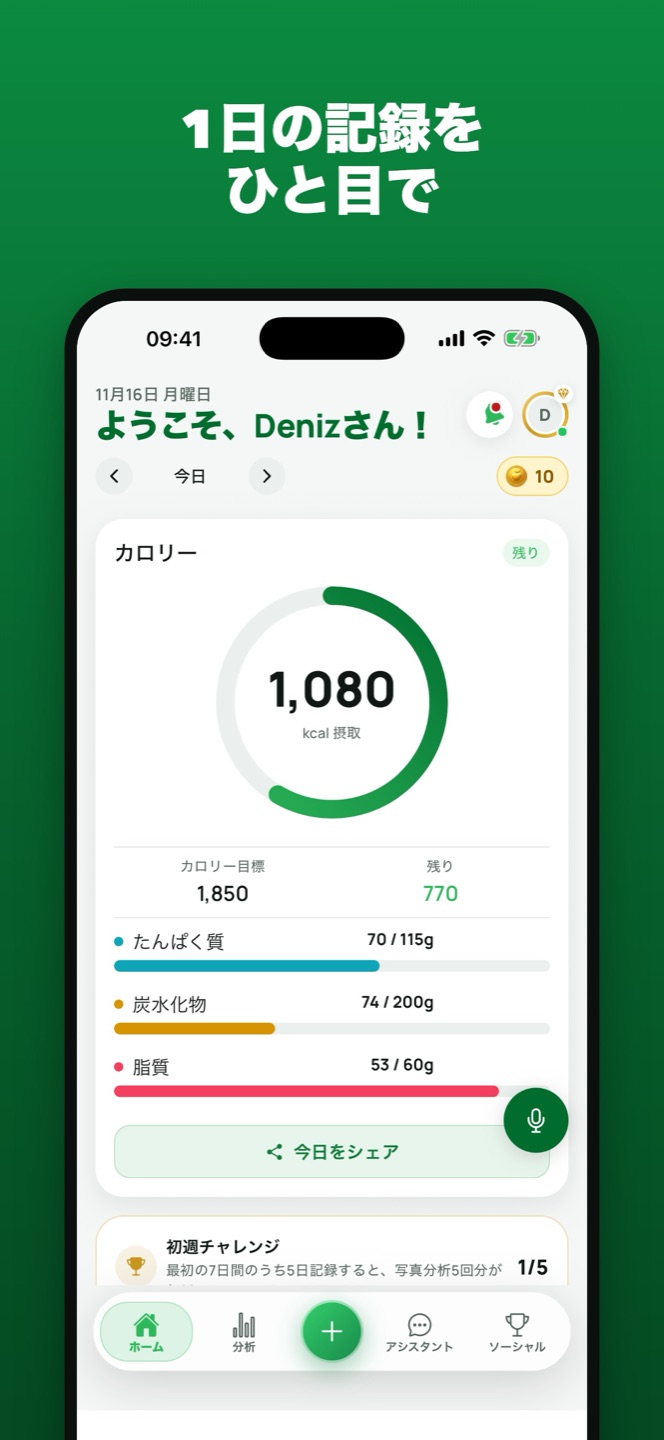 1日の記録を
ひと目で
09:41
11月16日 月曜日
ようこそ、Denizさん！
D
今日
10
カロリー
残り
1,080
kcal 摂取
カロリー目標
残り
1,850
770
たんぱく質
70 / 115g
炭水化物
74 / 200g
脂質
53 / 60g
今日をシェア
初週チャレンジ
最初の7日間のうち5日記録すると、写真分析5回分が
1/5
ホーム
分析
アシスタント
ソーシャル